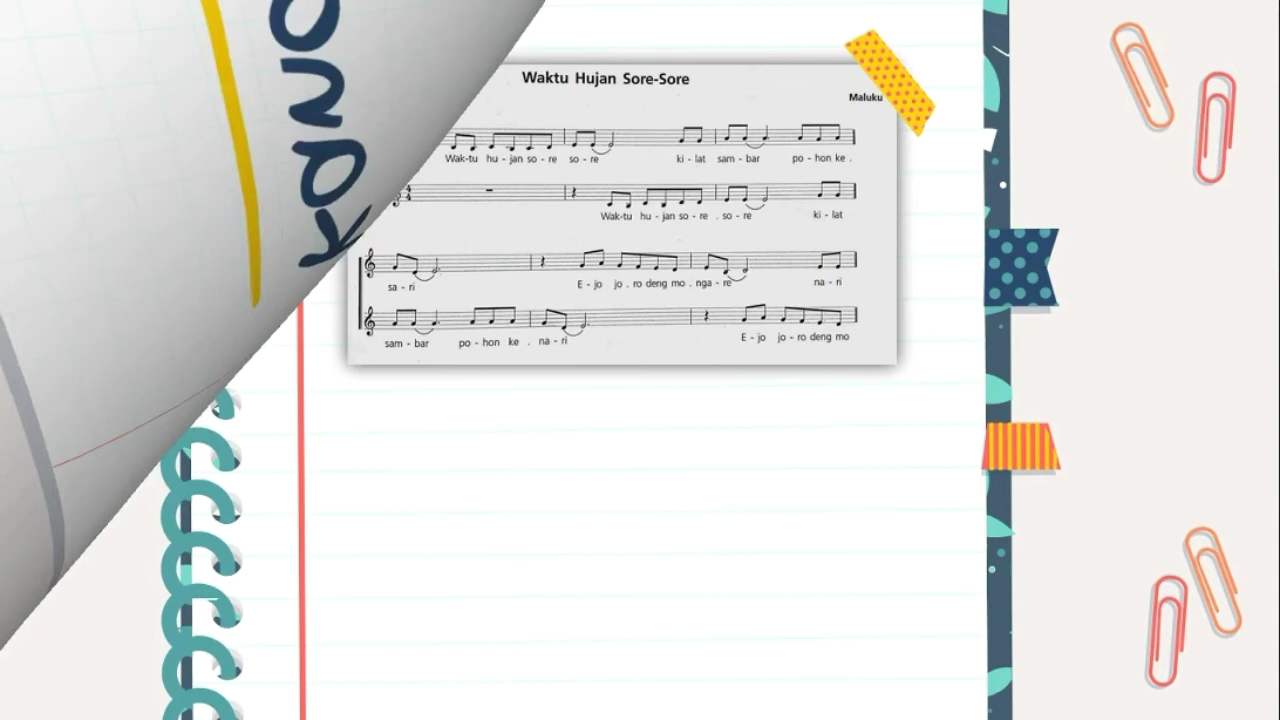 KANO
Waktu Hujan Sore-Sore
Maluku
Wak-tu hu - jan so - re so - re ki - lat sam - bar po - hon ke .
Wak-tu hu - jan so - re . so - re ki - lat
sa - ri E - jo jo . ro deng mo . nga - re na - ri
sam - bar po - hon ke . na - ri E - jo jo - ro deng mo